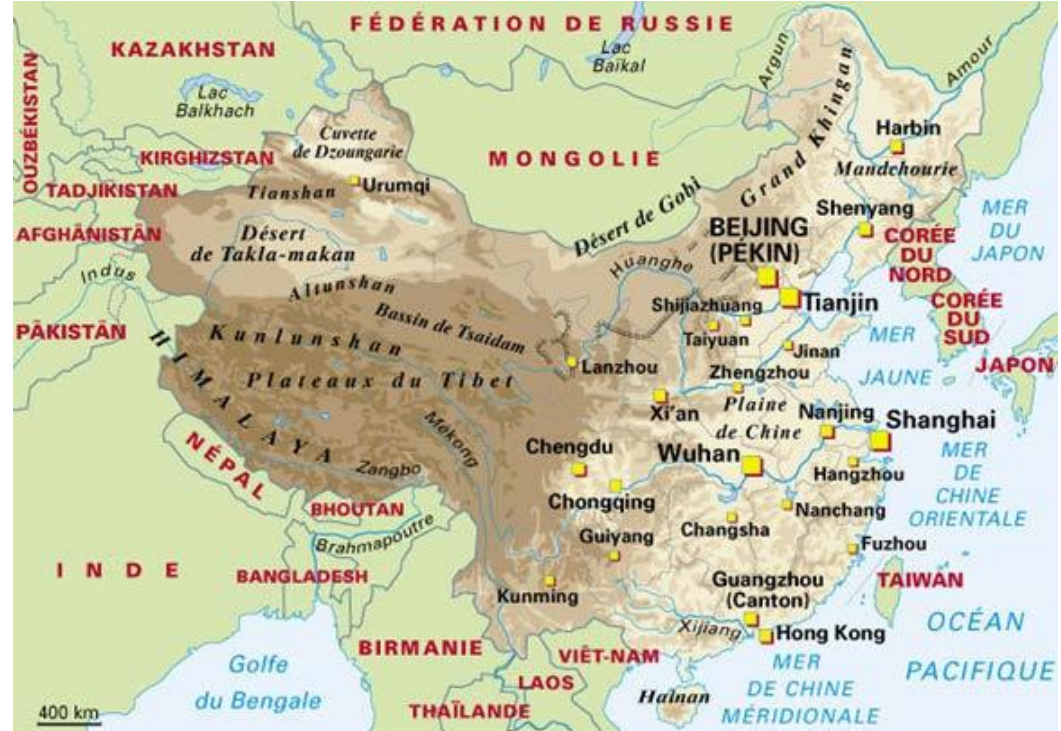 FÉDÉRATION DE RUSSIE
KAZAKHSTAN
Lac
Baïkal
Argun
Amour
OUZBÉKISTAN
Lac
Balkhach
Grand Khingan
Harbin
Cuvette
de Dzoungarie
KIRGHIZSTAN
MONGOLIE
Mandchourie
TADJIKISTAN
Tianshan
Urumqi
Désert de Gobi
Shenyang
MER
DU
JAPON
AFGHĀNISTĀN
Désert
de Takla-makan
BEIJING
(PÉKIN)
CORÉE
DU
NORD
Indus
Huanghe
Altunshan
Tianjin
CORÉE
DU
SUD
PĀKISTĀN
Bassin de Tsaidam
Shijiazhuang
Taiyuan
MER
JAUNE
HIMALAYA
Kunlunshan
Lanzhou
Jinan
JAPON
Plateaux du Tibet
Zhengzhou
Xi'an
Plaine
de Chine
Nanjing
Shanghai
Mekong
Chengdu
Wuhan
MER
DE
CHINE
ORIENTALE
NÉPAL
Zangbo
Hangzhou
Chongqing
BHOUTAN
Nanchang
Changsha
Guiyang
Brahmapoutre
Fuzhou
INDE
BANGLADESH
Kunming
Guangzhou
(Canton)
TAIWAN
BIRMANIE
Xijiang
Hong Kong
OCÉAN
PACIFIQUE
Golfe
du Bengale
VIÊT-NAM
LAOS
MER
DE CHINE
MÉRIDIONALE
Haïnan
THAÏLANDE
400 km